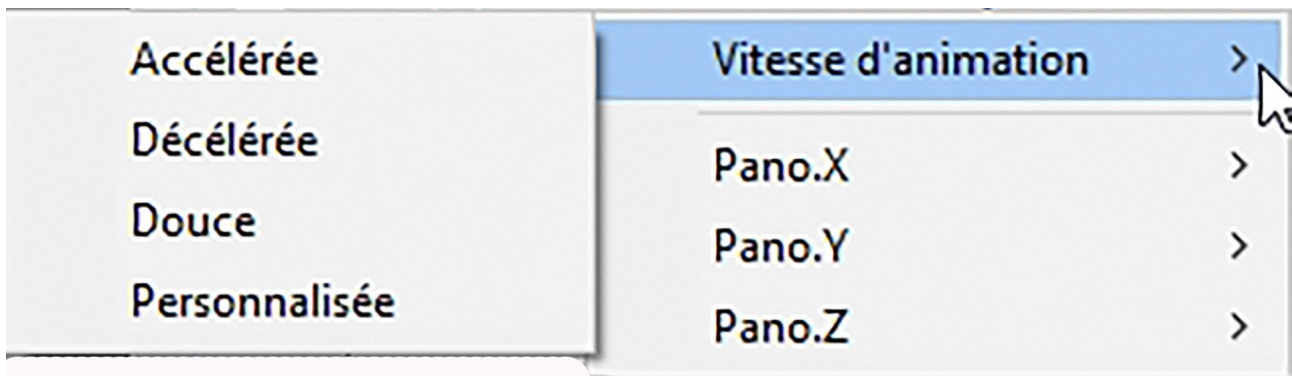 Accélérée
Décélérée
Douce
Personnalisée
Vitesse d'animation >
Pano.X >
Pano.Y >
Pano.Z >